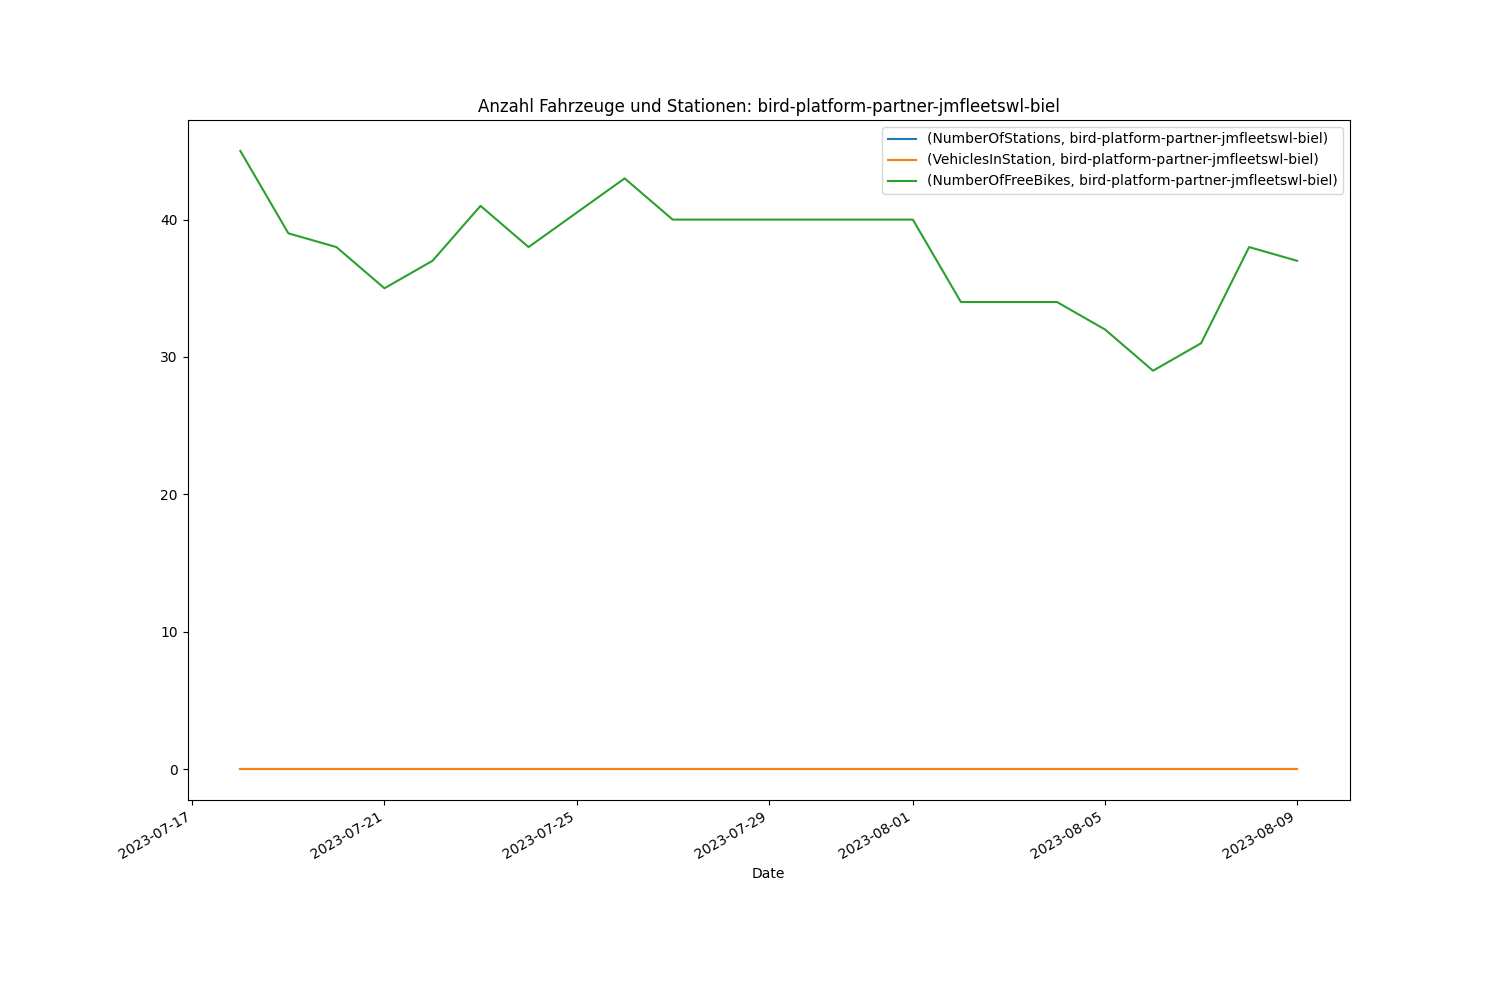 Anzahl Fahrzeuge und Stationen: bird-platform-partner-jmfleetswl-biel
(NumberOfStations, bird-platform-partner-jmfleetswl-biel)
(VehiclesInStation, bird-platform-partner-jmfleetswl-biel)
(NumberOfFreeBikes, bird-platform-partner-jmfleetswl-biel)
40
30
20
10
0
2023-07-17
2023-07-21
2023-07-25
2023-07-29
2023-08-01
2023-08-05
2023-08-09
Date